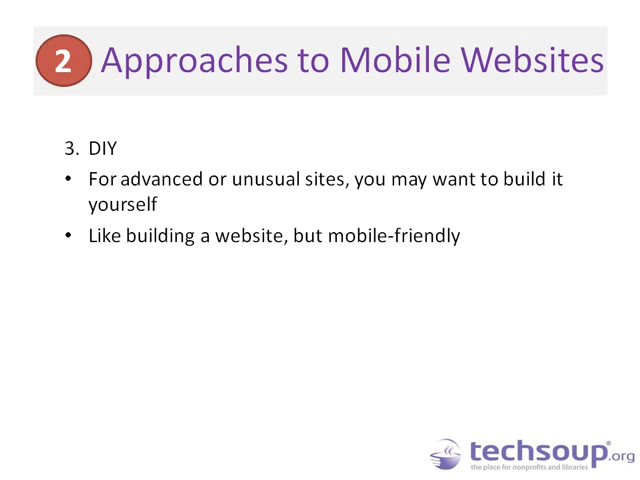 2 Approaches to Mobile Websites
3. DIY
• For advanced or unusual sites, you may want to build it
yourself
• Like building a website, but mobile-friendly
techsoup®.org
the place for nonprofits and libraries